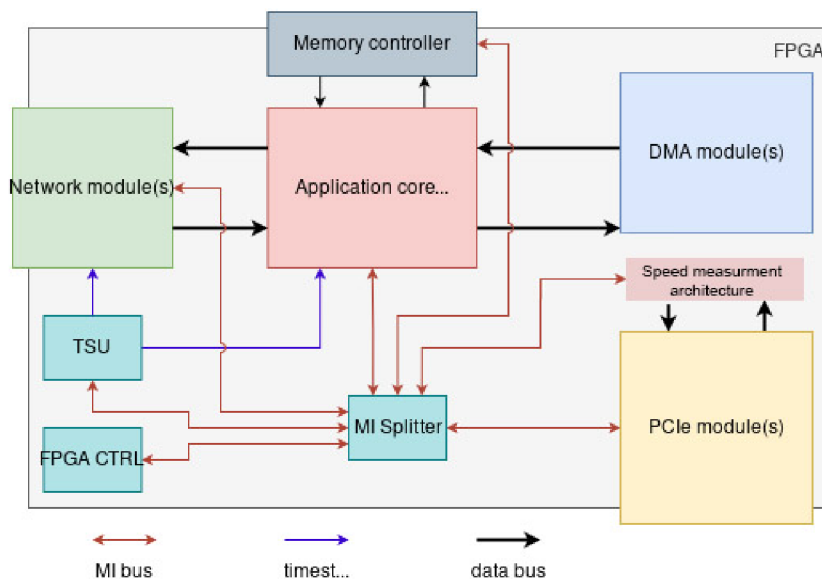 Memory controller
FPGA
Network module(s)
Application core...
DMA module(s)
Speed measurment
architecture
TSU
MI Splitter
PCIe module(s)
FPGA CTRL
MI bus
timest...
data bus